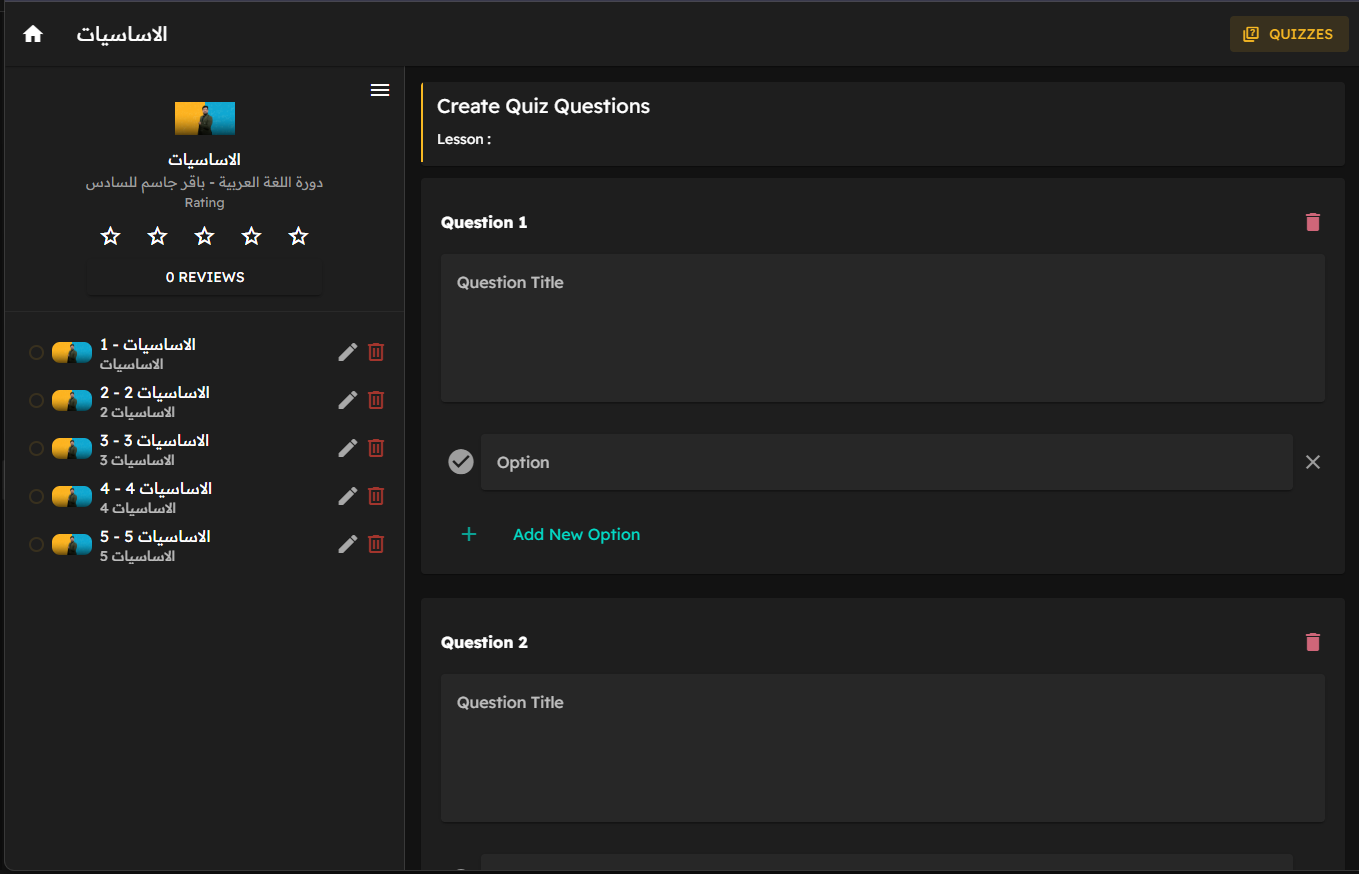 الاساسيات
QUIZZES
الاساسيات
دورة اللغة العربية - باقر جاسم للسادس
Rating
0 REVIEWS
1 - الاساسيات
الاساسيات
2 - الاساسيات 2
الاساسيات 2
3 - الاساسيات 3
الاساسيات 3
4 - الاساسيات 4
الاساسيات 4
5 - الاساسيات 5
الاساسيات 5
Create Quiz Questions
Lesson :
Question 1
Question Title
Option
Add New Option
Question 2
Question Title